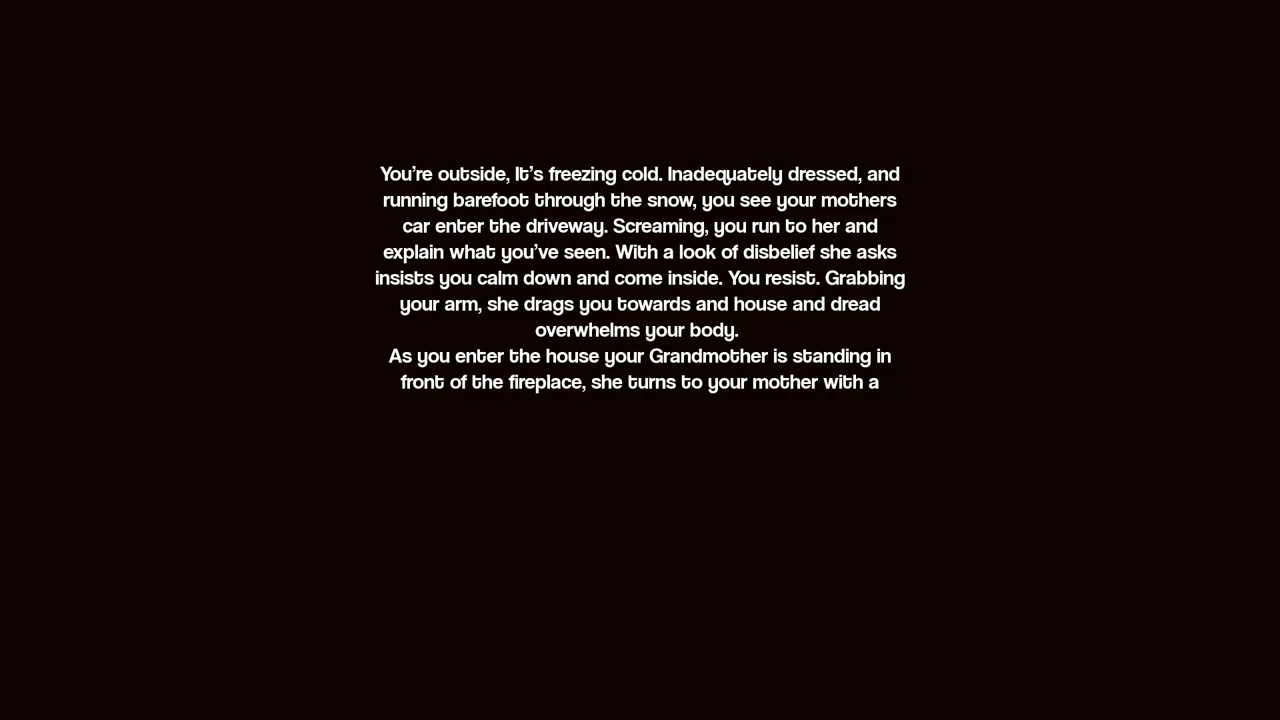 You're outside, It's freezing cold. Inadequately dressed, and
running barefoot through the snow, you see your mothers
car enter the driveway. Screaming, you run to her and
explain what you've seen. With a look of disbelief she asks
insists you calm down and come inside. You resist. Grabbing
your arm, she drags you towards and house and dread
overwhelms your body.
As you enter the house your Grandmother is standing in
front of the fireplace, she turns to your mother with a